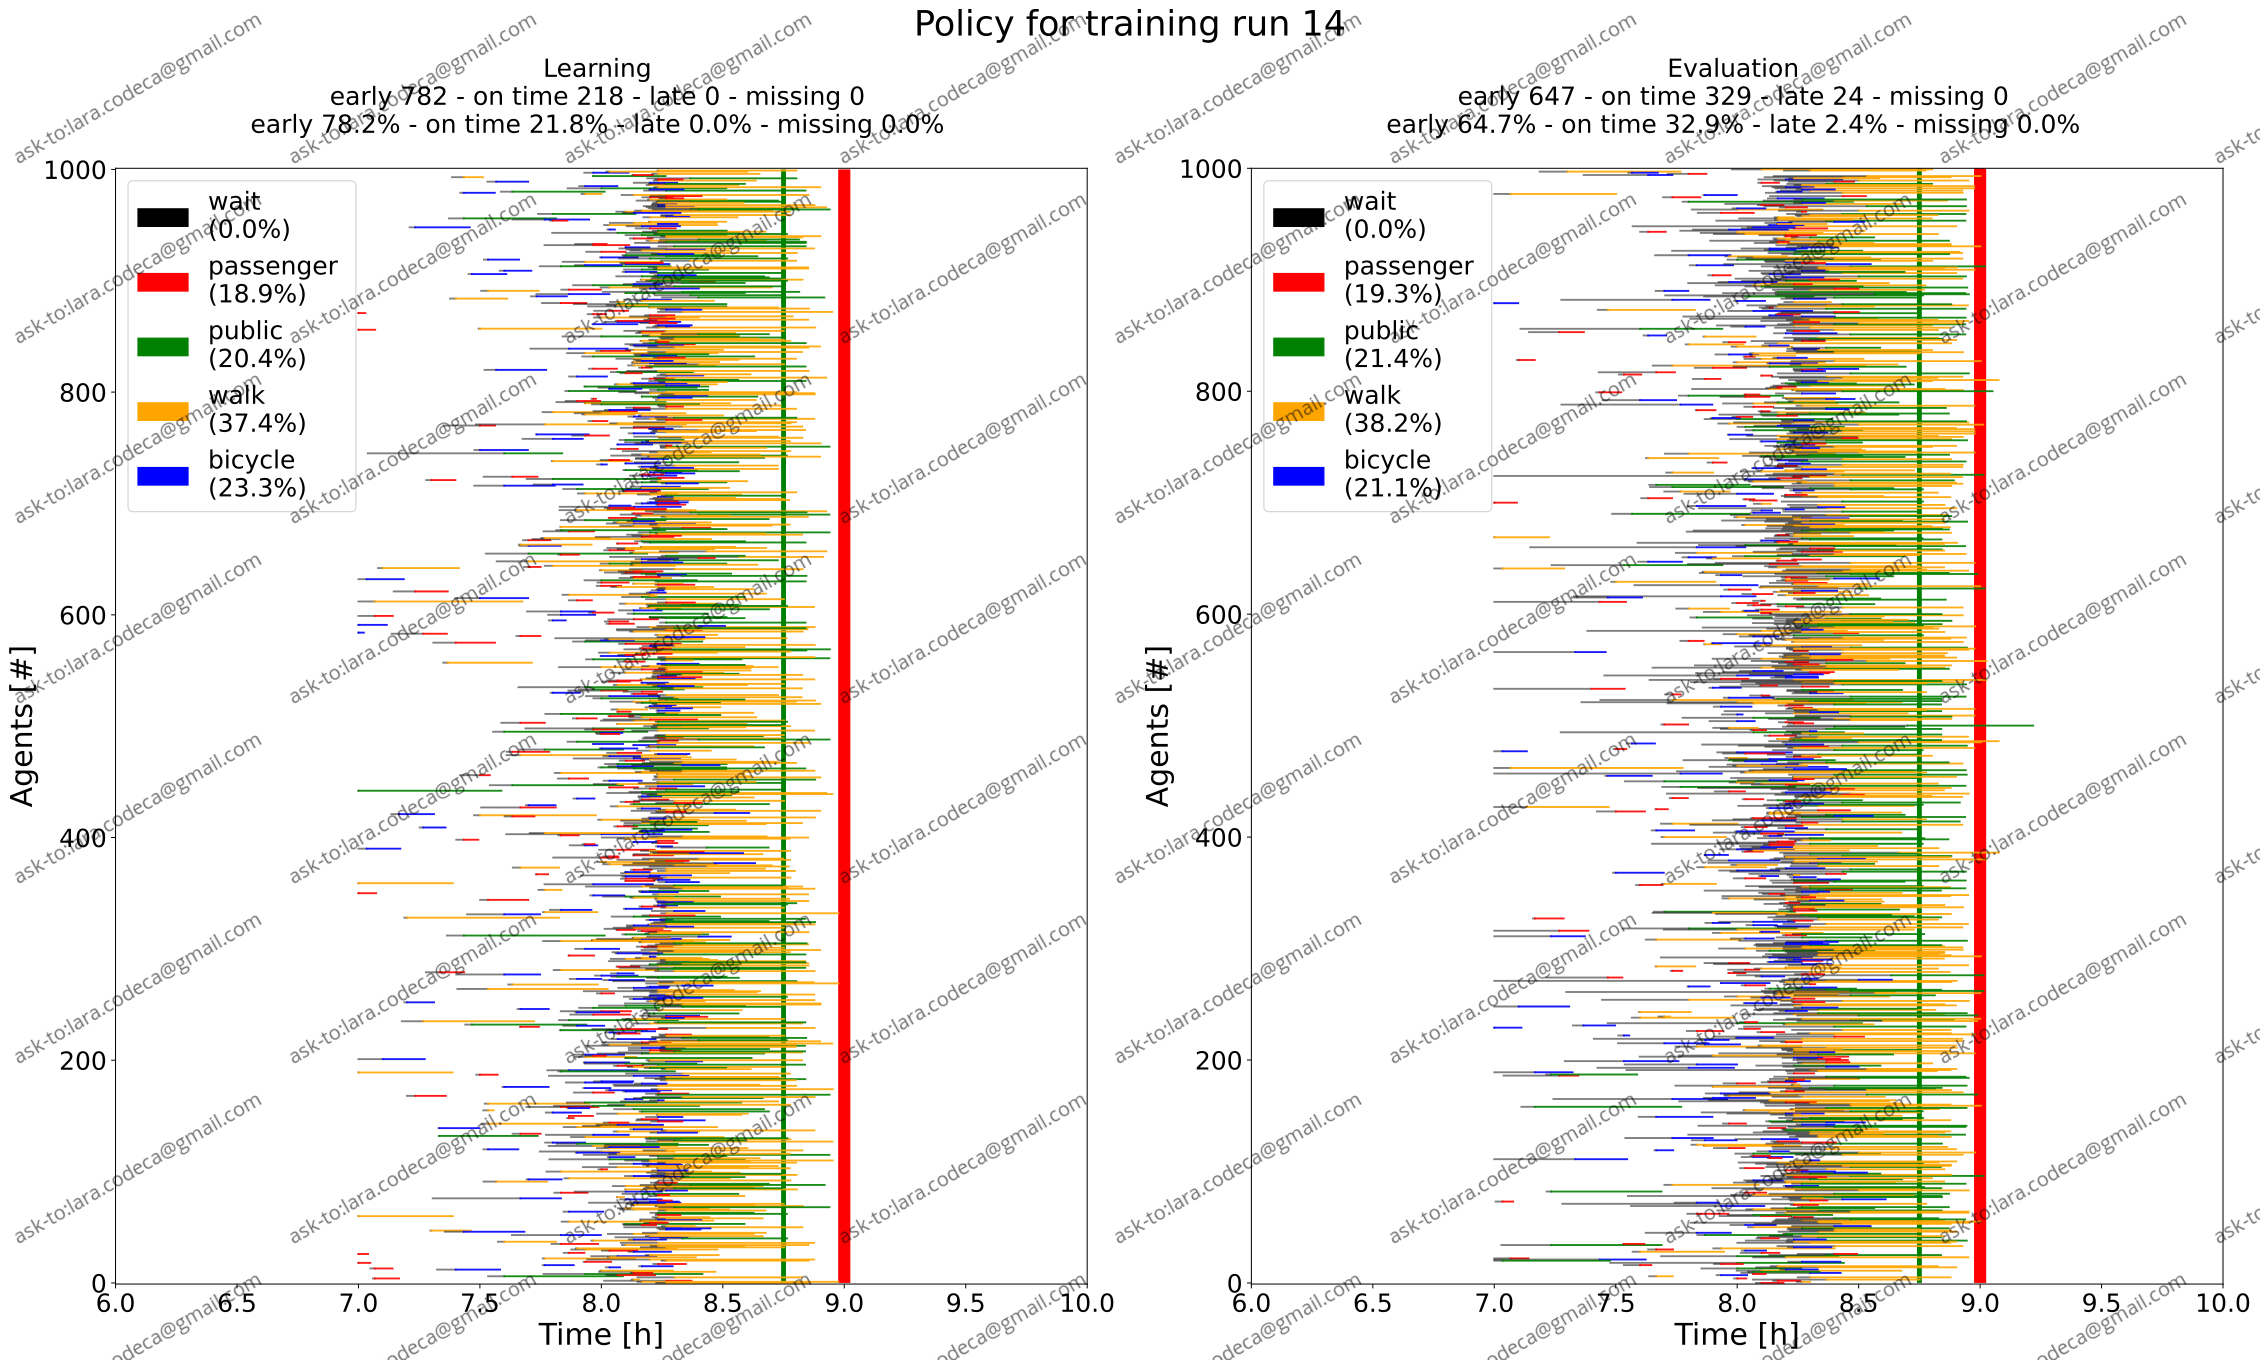 Policy for training run 14
Learning
early 782 - on time 218 - late 0 - missing 0
early 78.2% - on time 21.8% - late 0.0% - missing 0.0%
1000
800
600
400
200
0
Agents [#]
wait
(0.0%)
passenger
(18.9%)
public
(20.4%)
walk
(37.4%)
bicycle
(23.3%)
6.0 6.5 7.0 7.5 8.0 8.5 9.0 9.5 10.0
Time [h]
Evaluation
early 647 - on time 329 - late 24 - missing 0
early 64.7% - on time 32.9% - late 2.4% - missing 0.0%
1000
800
600
400
200
0
Agents [#]
wait
(0.0%)
passenger
(19.3%)
public
(21.4%)
walk
(38.2%)
bicycle
(21.1%)
6.0 6.5 7.0 7.5 8.0 8.5 9.0 9.5 10.0
Time [h]
ask-to:lara.codeca@gmail.com